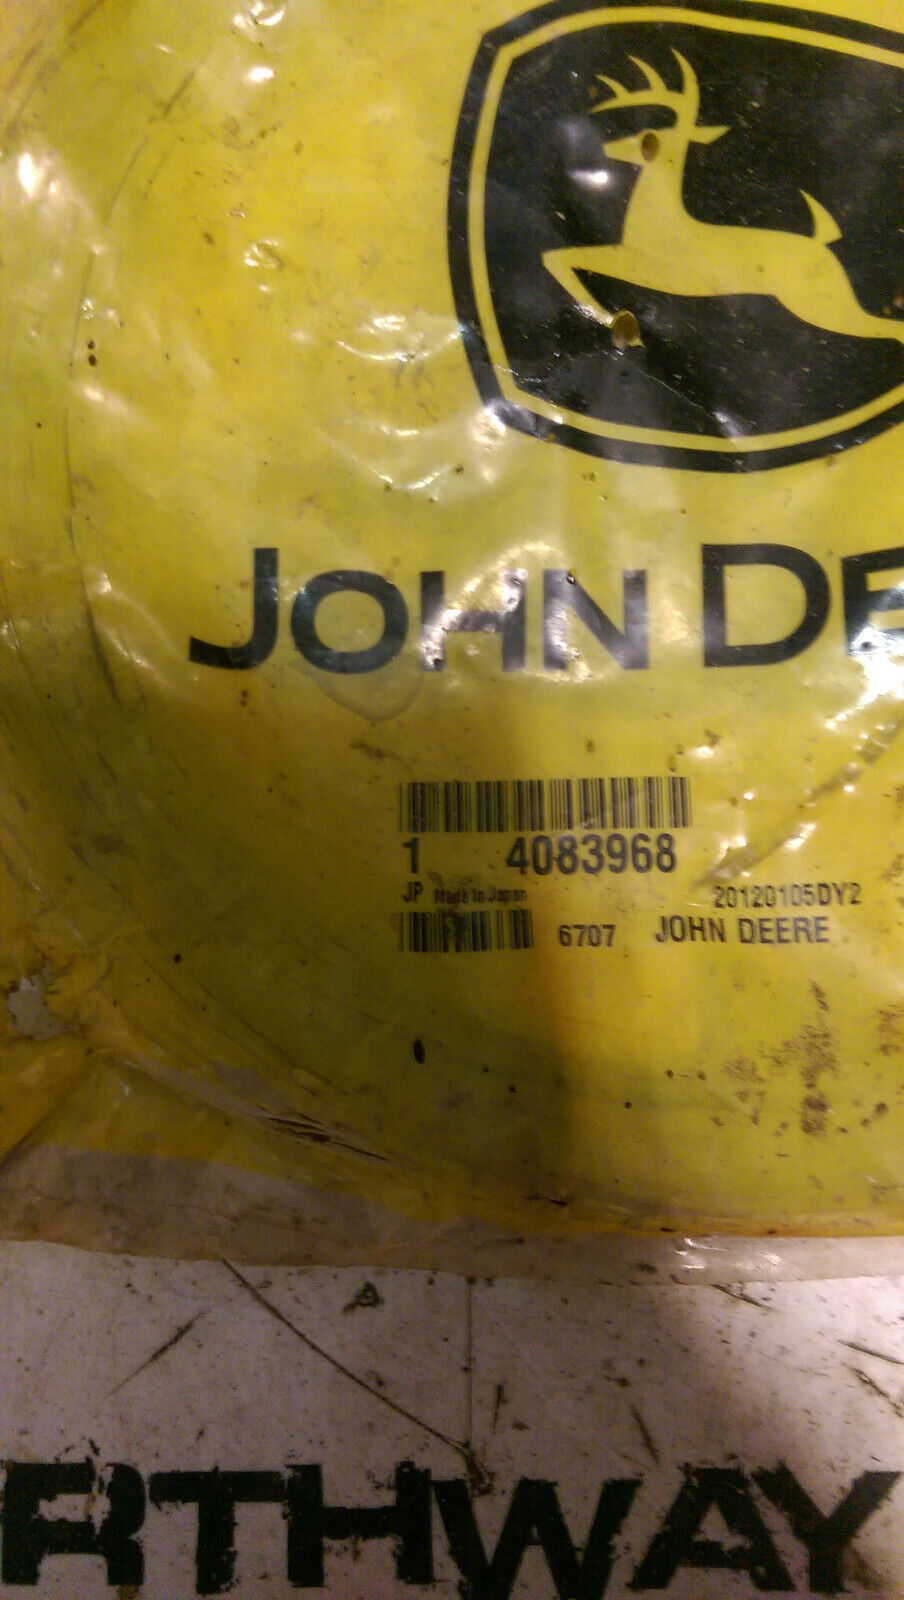 JOHN DE
1 4083968
JP Made in Japan 20120105DY2
6707 JOHN DEERE
RTHWAY